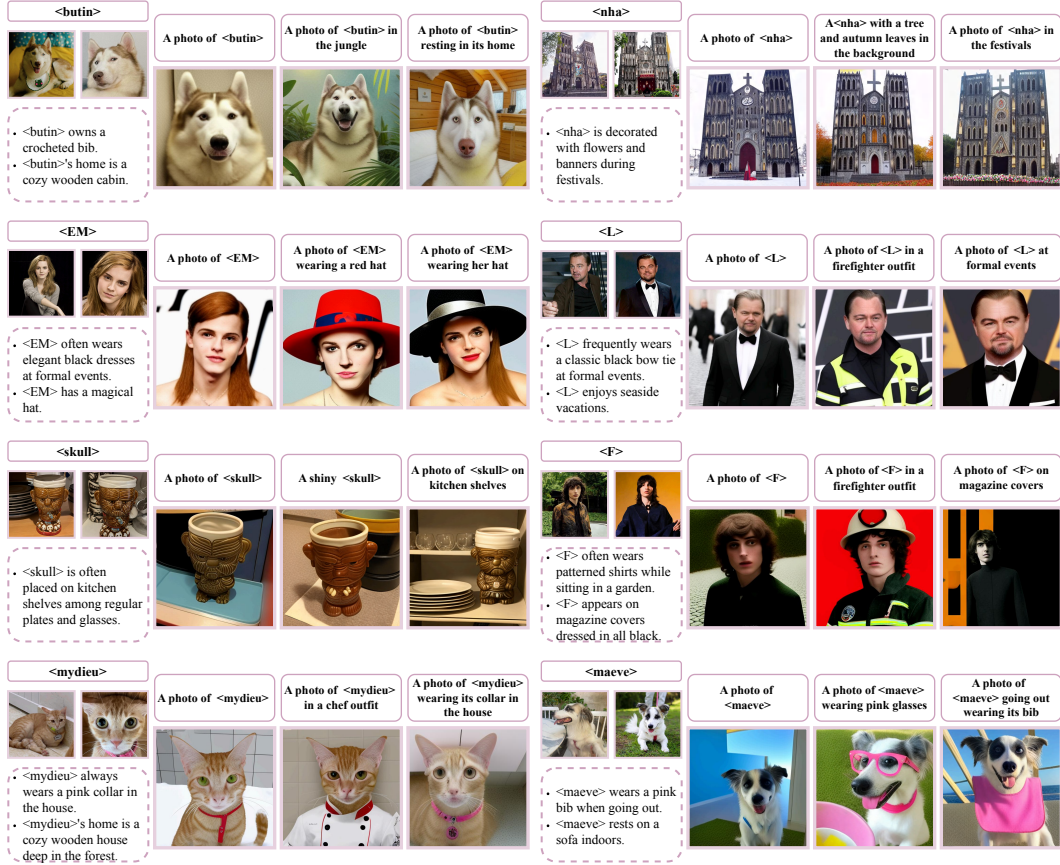 <butin>
A photo of <butin>
A photo of <butin> in
the jungle
A photo of <butin>
resting in its home
• <butin> owns a
crocheted bib.
• <butin>'s home is a
cozy wooden cabin.
<nha>
A photo of <nha>
A<nha> with a tree
and autumn leaves in
the background
A photo of <nha> in
the festivals
• <nha> is decorated
with flowers and
banners during
festivals.
<EM>
A photo of <EM>
A photo of <EM>
wearing a red hat
A photo of <EM>
wearing her hat
• <EM> often wears
elegant black dresses
at formal events.
• <EM> has a magical
hat.
<L>
A photo of <L>
A photo of <L> in a
firefighter outfit
A photo of <L> at
formal events
• <L> frequently wears
a classic black bow tie
at formal events.
• <L> enjoys seaside
vacations.
<skull>
A photo of <skull>
A shiny <skull>
A photo of <skull> on
kitchen shelves
• <skull> is often
placed on kitchen
shelves among regular
plates and glasses.
<F>
A photo of <F>
A photo of <F> in a
firefighter outfit
A photo of <F> on
magazine covers
• <F> often wears
patterned shirts while
sitting in a garden.
• <F> appears on
magazine covers
dressed in all black.
<mydieu>
A photo of <mydieu>
A photo of <mydieu>
in a chef outfit
A photo of <mydieu>
wearing its collar in
the house
• <mydieu> always
wears a pink collar in
the house.
• <mydieu>'s home is a
cozy wooden house
deep in the forest
<maeve>
A photo of
<maeve>
A photo of <maeve>
wearing pink glasses
A photo of
<maeve> going out
wearing its bib
• <maeve> wears a pink
bib when going out.
• <maeve> rests on a
sofa indoors.